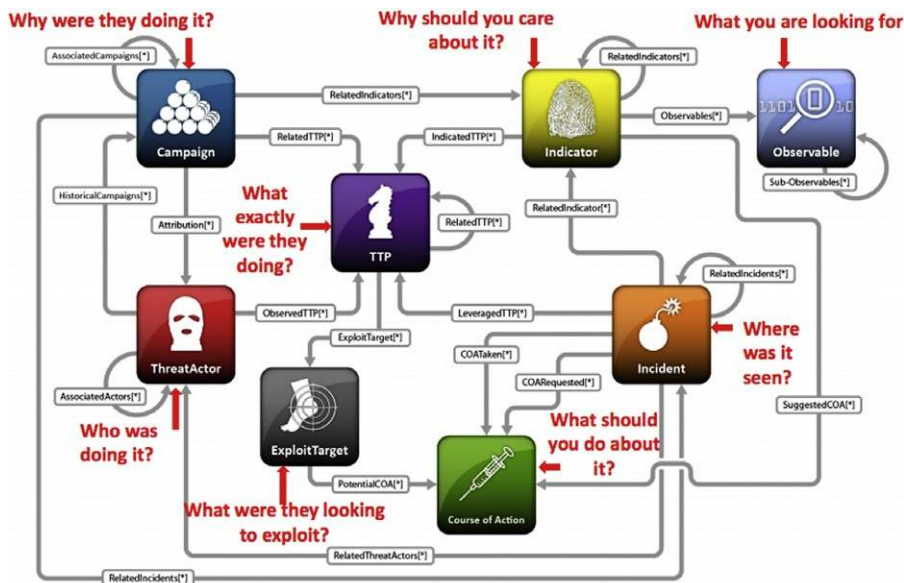 Why were they doing it?
Why should you care
about it?
What you are looking for
AssociatedCampaigns[*]
RelatedIndicators[*]
RelatedIndicators[*]
Observables[*]
1101 0 10
Campaign
RelatedTTP[*]
IndicatedTTP[*]
Indicator
Observable
Sub-Observables[*]
HistoricalCampaigns[*]
What
exactly
were they
doing?
RelatedTTP[*]
RelatedIndicator[*]
Attribution[*]
TTP
RelatedIncidents[*]
ObservedTTP[*]
LeveragedTTP[*]
Where
was it
seen?
ExploitTarget[*]
COATaken[*]
ThreatActor
Incident
COARequested[*]
AssociatedActors[*]
SuggestedCOA[*]
Who was
doing it?
What should
you do about
it?
ExploitTarget
PotentialCOA[*]
What were they looking
to exploit?
Course of Action
RelatedThreatActors[*]
RelatedIncidents[*]